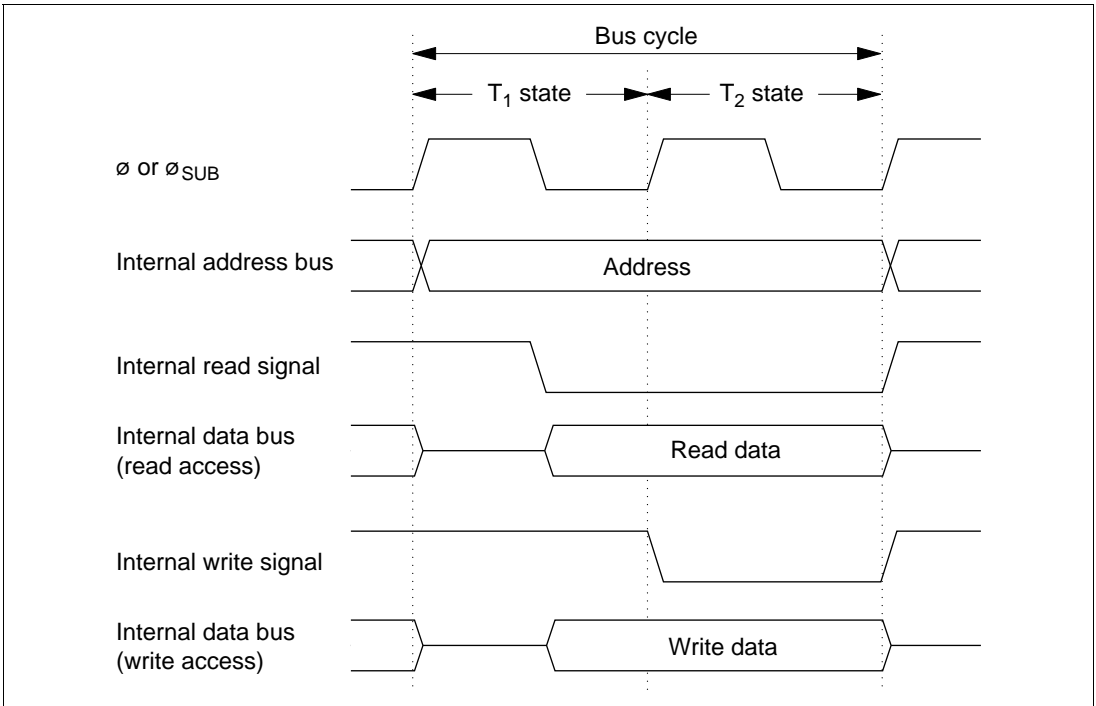 Bus cycle
T₁ state
T₂ state
ø or øSUB
Internal address bus
Address
Internal read signal
Internal data bus
(read access)
Read data
Internal write signal
Internal data bus
(write access)
Write data